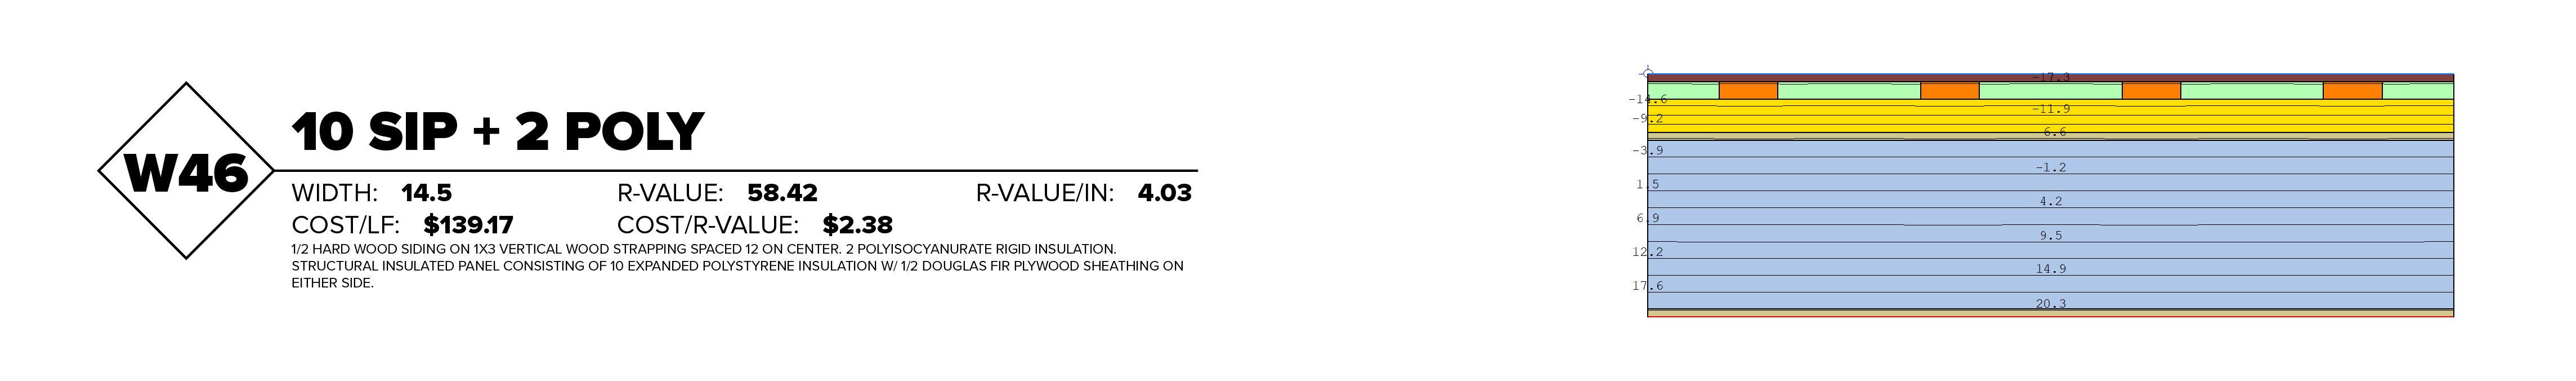 W46
10 SIP + 2 POLY
WIDTH: 14.5 R-VALUE: 58.42 R-VALUE/IN: 4.03
COST/LF: $139.17 COST/R-VALUE: $2.38
1/2 HARD WOOD SIDING ON 1X3 VERTICAL WOOD STRAPPING SPACED 12 ON CENTER. 2 POLYISOCYANURATE RIGID INSULATION.
STRUCTURAL INSULATED PANEL CONSISTING OF 10 EXPANDED POLYSTYRENE INSULATION W/ 1/2 DOUGLAS FIR PLYWOOD SHEATHING ON
EITHER SIDE.
-17.3
-14.6
-11.9
-9.2
-6.6
-3.9
-1.2
1.5
4.2
6.9
9.5
12.2
14.9
17.6
20.3